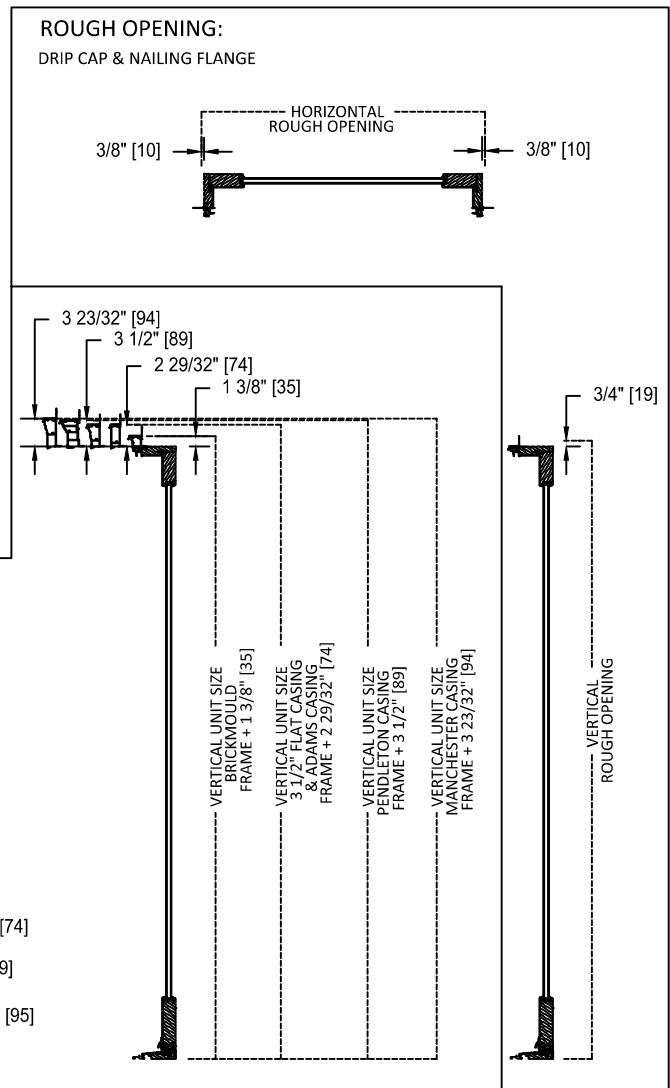 ROUGH OPENING:
DRIP CAP & NAILING FLANGE
HORIZONTAL
ROUGH OPENING
3/8" [10]
3/8" [10]
3 23/32" [94]
3 1/2" [89]
2 29/32" [74]
1 3/8" [35]
3/4" [19]
VERTICAL UNIT SIZE
BRICKMOULD
FRAME + 1 3/8" [35]
VERTICAL UNIT SIZE
3 1/2" FLAT CASING
& ADAMS CASING
FRAME + 2 29/32" [74]
VERTICAL UNIT SIZE
PENDLETON CASING
FRAME + 3 1/2" [89]
VERTICAL UNIT SIZE
MANCHESTER CASING
FRAME + 3 23/32" [94]
VERTICAL
ROUGH OPENING
[74]
9]
[95]